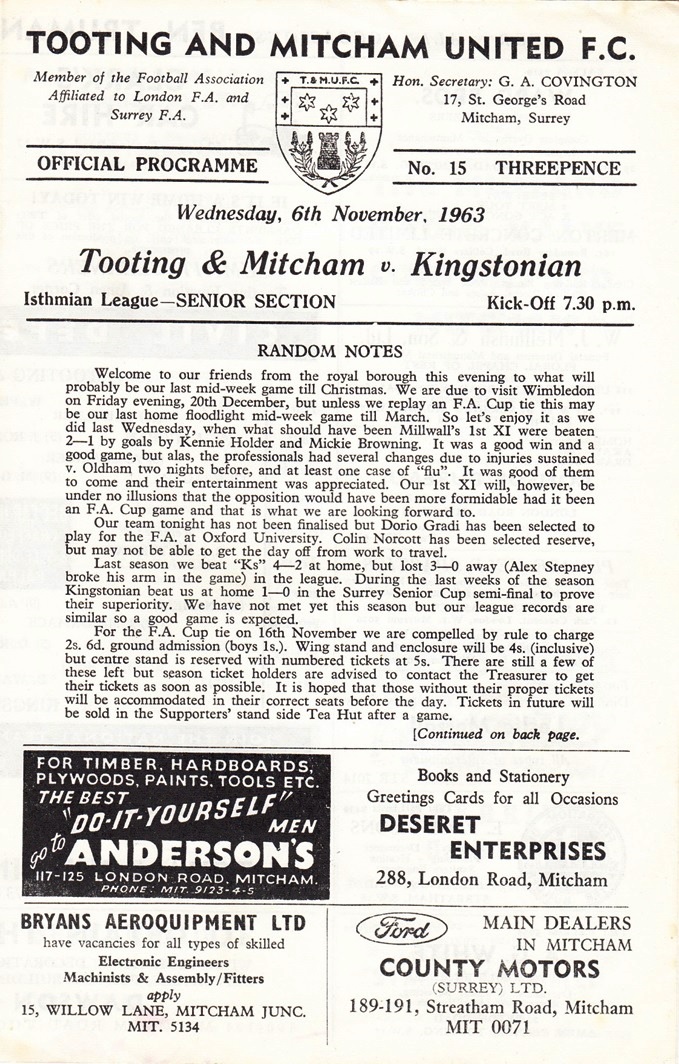 TOOTING AND MITCHAM UNITED F.C.
Member of the Football Association
Affiliated to London F.A. and
Surrey F.A.
T. & M.U.F.C.
Hon. Secretary: G. A. COVINGTON
17, St. George's Road
Mitcham, Surrey
OFFICIAL PROGRAMME
No. 15 THREEPENCE
Wednesday, 6th November, 1963
Tooting & Mitcham v. Kingstonian
Isthmian League—SENIOR SECTION Kick-Off 7.30 p.m.
RANDOM NOTES
Welcome to our friends from the royal borough this evening to what will
probably be our last mid-week game till Christmas. We are due to visit Wimbledon
on Friday evening, 20th December, but unless we replay an F.A. Cup tie this may
be our last home floodlight mid-week game till March. So let's enjoy it as we
did last Wednesday, when what should have been Millwall's 1st XI were beaten
2—1 by goals by Kennie Holder and Mickie Browning. It was a good win and a
good game, but alas, the professionals had several changes due to injuries sustained
v. Oldham two nights before, and at least one case of "flu". It was good of them
to come and their entertainment was appreciated. Our 1st XI will, however, be
under no illusions that the opposition would have been more formidable had it been
an F.A. Cup game and that is what we are looking forward to.
Our team tonight has not been finalised but Dorio Gradi has been selected to
play for the F.A. at Oxford University. Colin Norcott has been selected reserve,
but may not be able to get the day off from work to travel.
Last season we beat "Ks" 4—2 at home, but lost 3—0 away (Alex Stepney
broke his arm in the game) in the league. During the last weeks of the season
Kingstonian beat us at home 1—0 in the Surrey Senior Cup semi-final to prove
their superiority. We have not met yet this season but our league records are
similar so a good game is expected.
For the F.A. Cup tie on 16th November we are compelled by rule to charge
2s. 6d. ground admission (boys 1s.). Wing stand and enclosure will be 4s. (inclusive)
but centre stand is reserved with numbered tickets at 5s. There are still a few of
these left but season ticket holders are advised to contact the Treasurer to get
their tickets as soon as possible. It is hoped that those without their proper tickets
will be accommodated in their correct seats before the day. Tickets in future will
be sold in the Supporters' stand side Tea Hut after a game.
[Continued on back page.
FOR TIMBER, HARDBOARDS,
PLYWOODS, PAINTS, TOOLS ETC.
THE BEST
"DO-IT-YOURSELF"
MEN
go to ANDERSON'S
117-125 LONDON ROAD, MITCHAM.
PHONE: MIT. 9123-4-5
Books and Stationery
Greetings Cards for all Occasions
DESERET
ENTERPRISES
288, London Road, Mitcham
BRYANS AEROQUIPMENT LTD
have vacancies for all types of skilled
Electronic Engineers
Machinists & Assembly/Fitters
apply
15, WILLOW LANE, MITCHAM JUNC.
MIT. 5134
Ford
MAIN DEALERS
IN MITCHAM
COUNTY MOTORS
(SURREY) LTD.
189-191, Streatham Road, Mitcham
MIT 0071